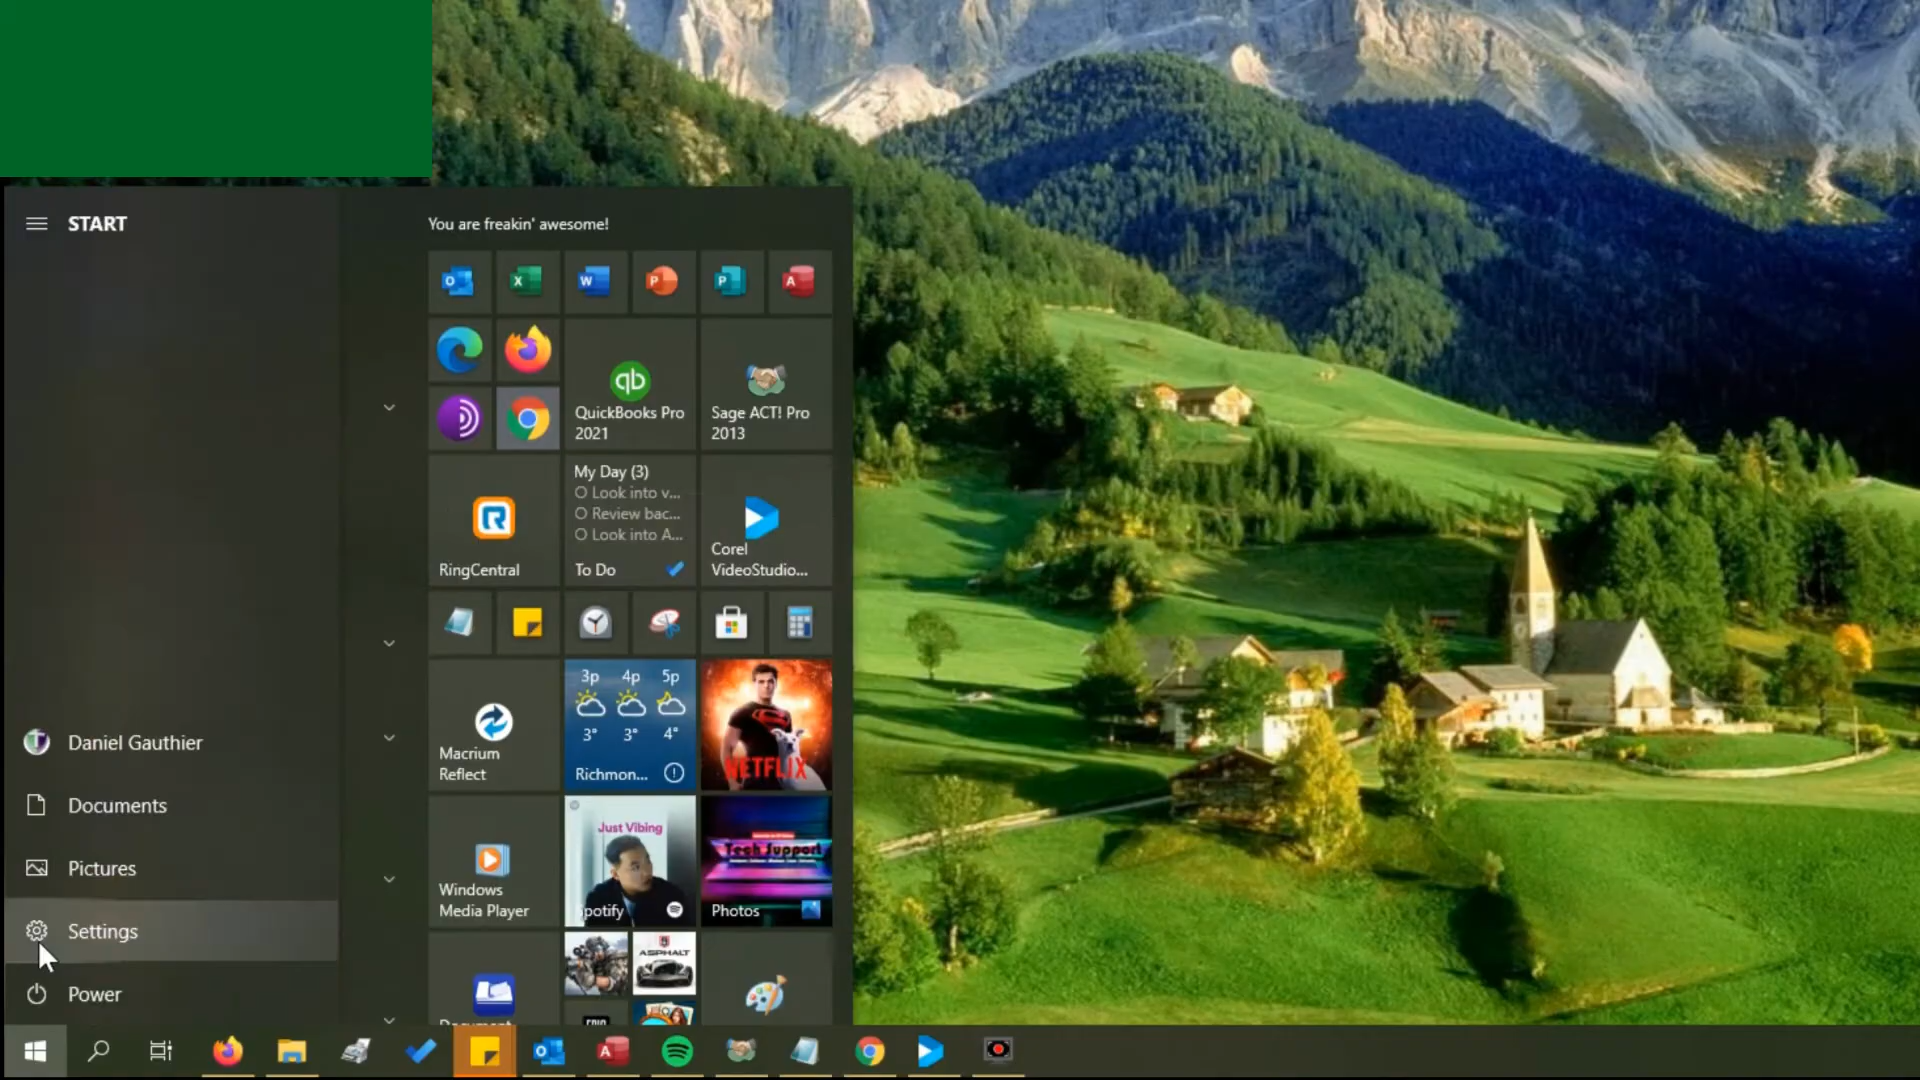 START
You are freakin' awesome!
QuickBooks Pro
2021
Sage ACT! Pro
2013
My Day (3)
Look into v...
Review bac...
Look into A...
RingCentral
To Do
Corel
VideoStudio...
3p 4p 5p
3° 3° 4°
Macrium
Reflect
Richmon...
NETFLIX
Daniel Gauthier
Documents
Pictures
Settings
Power
Just Vibing
Tech Support
Windows
Media Player
Spotify
Photos
ASPHALT